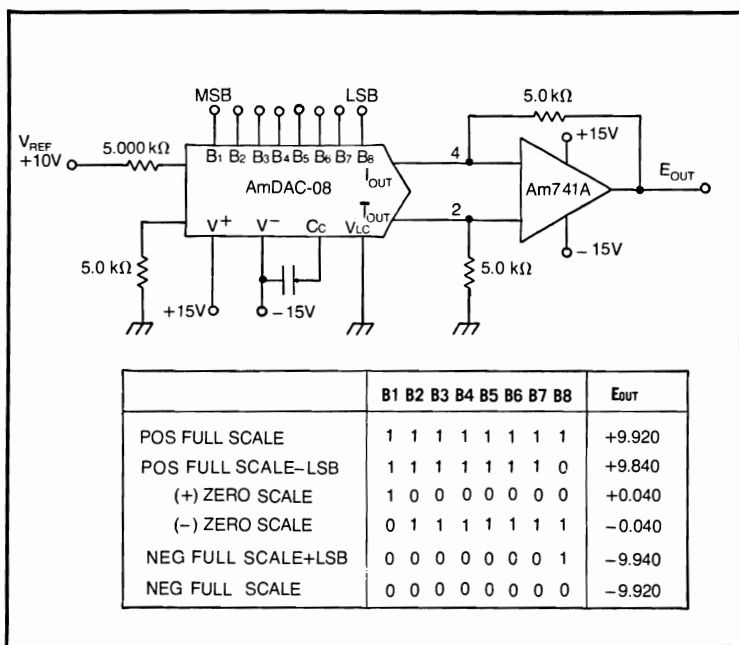 MSB LSB
5.0 kΩ
+15V
V_REF
+10V
5.000 kΩ
B1 B2 B3 B4 B5 B6 B7 B8
I_OUT
4
AmDAC-08
Am741A
E_OUT
I̅_OUT
2
V+ V− CC VLC
5.0 kΩ
+15V
−15V
5.0 kΩ
−15V
B1 B2 B3 B4 B5 B6 B7 B8 EOUT
POS FULL SCALE 1 1 1 1 1 1 1 1 +9.920
POS FULL SCALE−LSB 1 1 1 1 1 1 1 0 +9.840
(+) ZERO SCALE 1 0 0 0 0 0 0 0 +0.040
(−) ZERO SCALE 0 1 1 1 1 1 1 1 −0.040
NEG FULL SCALE+LSB 0 0 0 0 0 0 0 1 −9.940
NEG FULL SCALE 0 0 0 0 0 0 0 0 −9.920